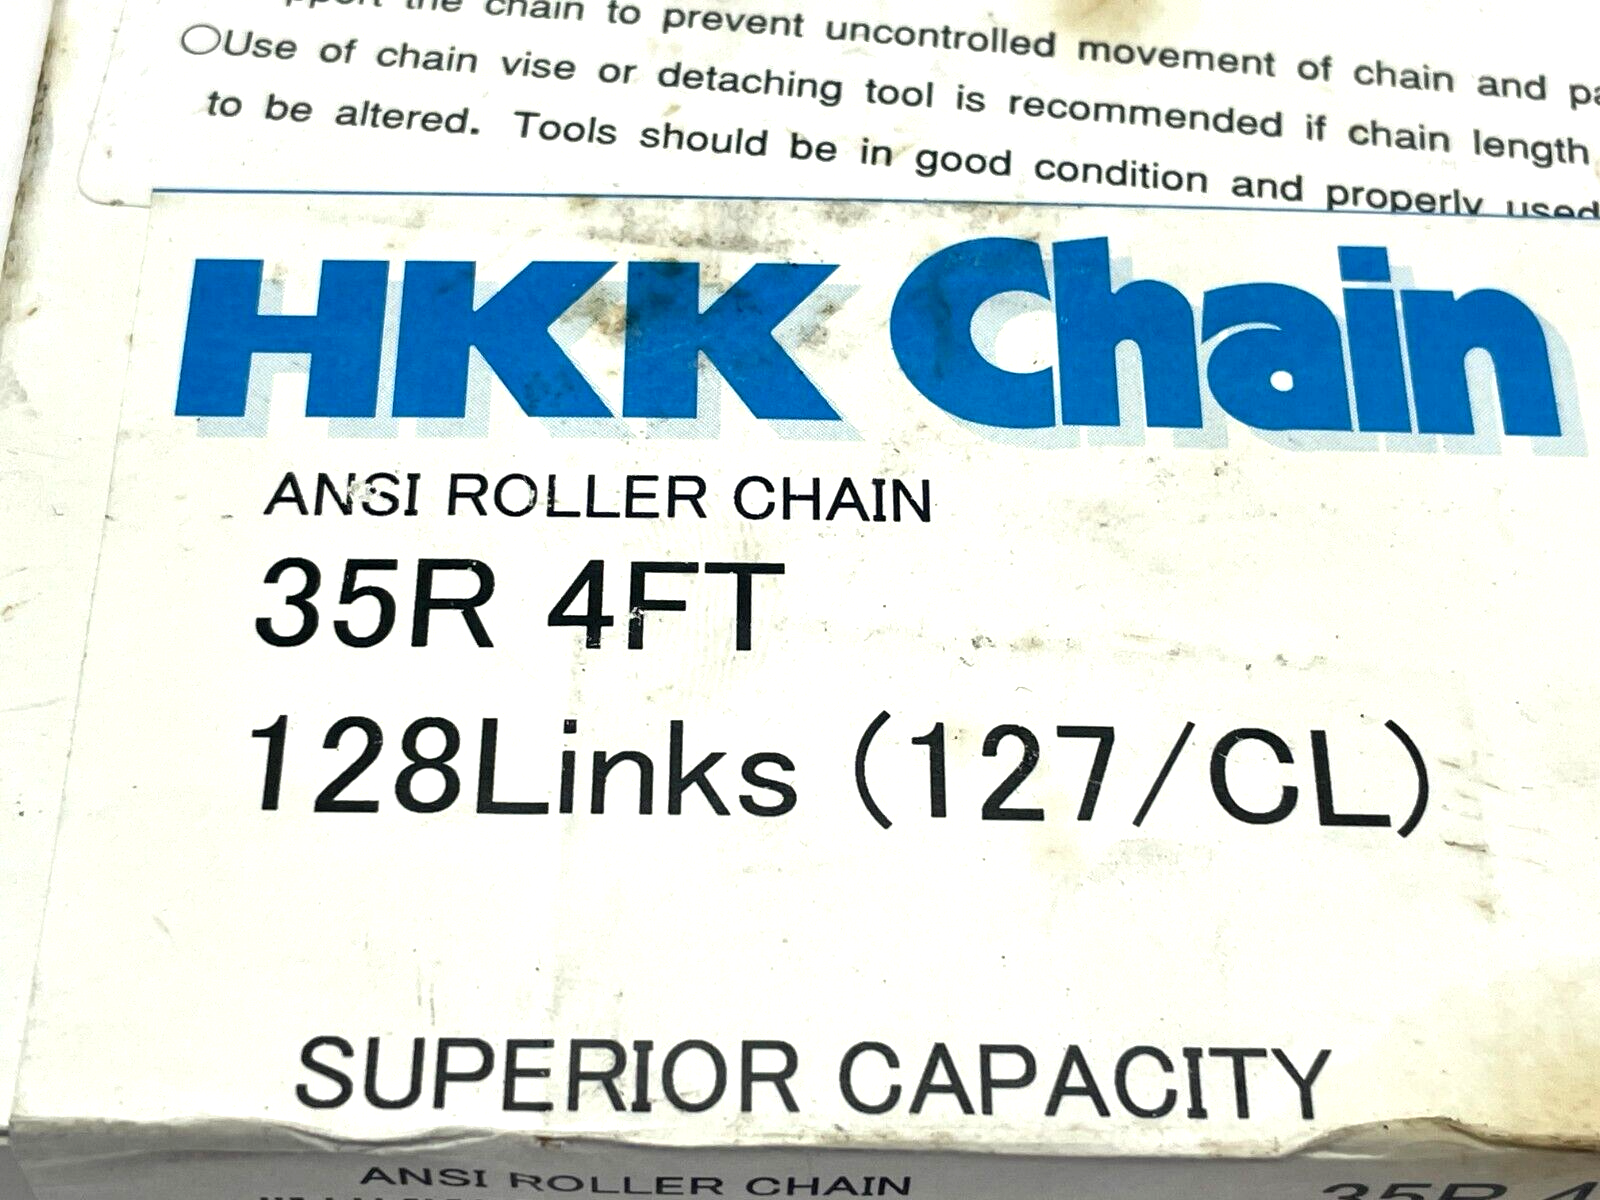 the chain to prevent uncontrolled movement of chain and
○Use of chain vise or detaching tool is recommended if chain length
to be altered. Tools should be in good condition and properly used
HKK Chain
ANSI ROLLER CHAIN
35R 4FT
128Links (127/CL)
SUPERIOR CAPACITY
ANSI ROLLER CHAIN